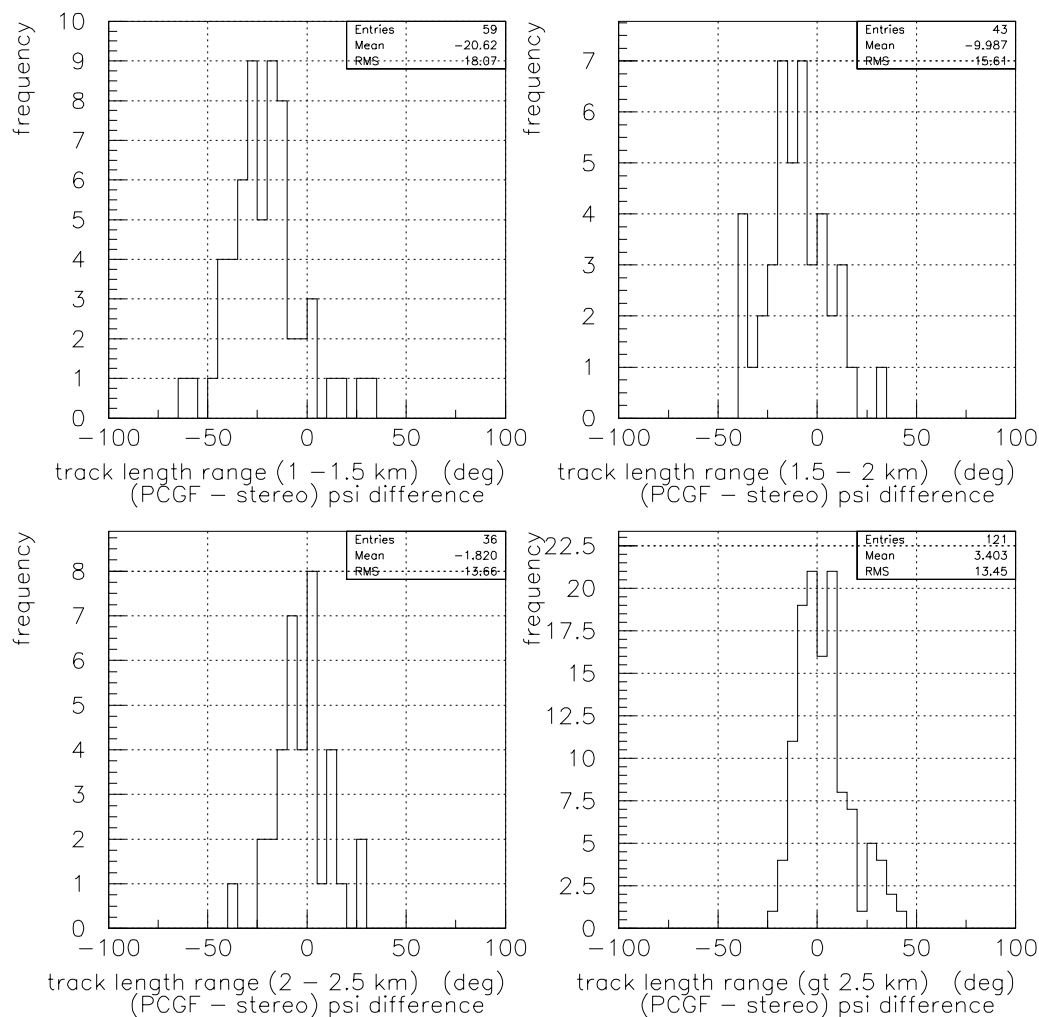 frequency
Entries 59
Mean -20.62
RMS 18.07
10
9
8
7
6
5
4
3
2
1
0
-100 -50 0 50 100
track length range (1 -1.5 km) (deg)
(PCGF - stereo) psi difference
frequency
Entries 43
Mean -9.987
RMS 15.61
7
6
5
4
3
2
1
0
-100 -50 0 50 100
track length range (1.5 - 2 km) (deg)
(PCGF - stereo) psi difference
frequency
Entries 36
Mean -1.820
RMS 13.66
8
7
6
5
4
3
2
1
0
-100 -50 0 50 100
track length range (2 - 2.5 km) (deg)
(PCGF - stereo) psi difference
frequency
Entries 121
Mean 3.403
RMS 13.45
22.5
20
17.5
15
12.5
10
7.5
5
2.5
0
-100 -50 0 50 100
track length range (gt 2.5 km) (deg)
(PCGF - stereo) psi difference